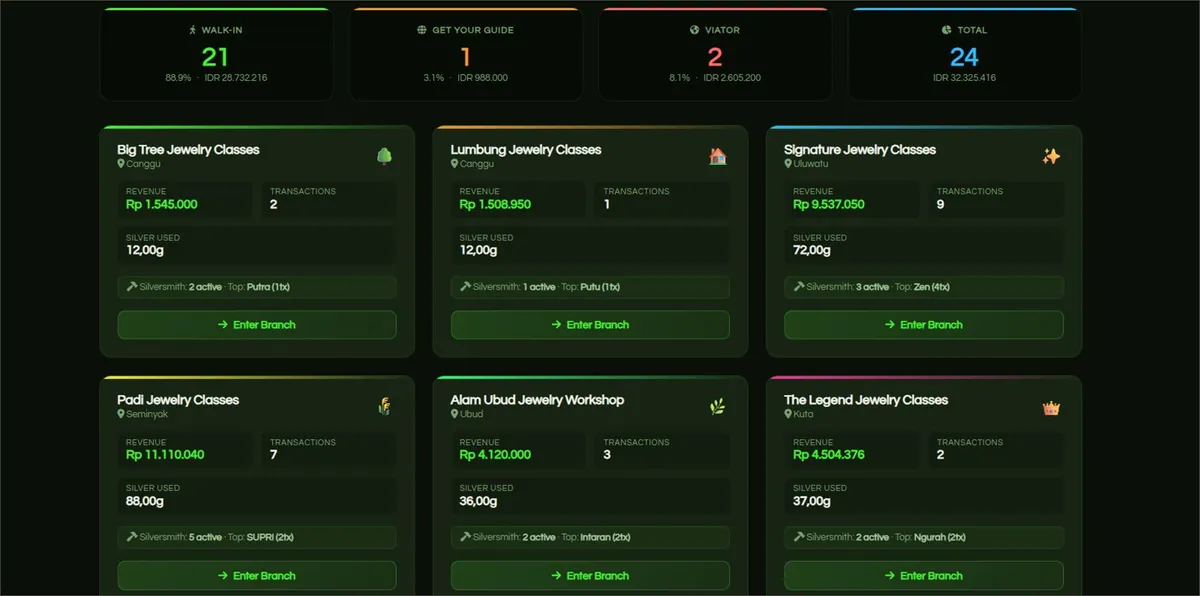 WALK-IN
21
88.9% · IDR 28.732.216
GET YOUR GUIDE
1
3.1% · IDR 988.000
VIATOR
2
8.1% · IDR 2.605.200
TOTAL
24
IDR 32.325.416
Big Tree Jewelry Classes
Canggu
REVENUE
Rp 1.545.000
TRANSACTIONS
2
SILVER USED
12,00g
Silversmith: 2 active · Top: Putra (1tx)
→ Enter Branch
Lumbung Jewelry Classes
Canggu
REVENUE
Rp 1.508.950
TRANSACTIONS
1
SILVER USED
12,00g
Silversmith: 1 active · Top: Putu (1tx)
→ Enter Branch
Signature Jewelry Classes
Uluwatu
REVENUE
Rp 9.537.050
TRANSACTIONS
9
SILVER USED
72,00g
Silversmith: 3 active · Top: Zen (4tx)
→ Enter Branch
Padi Jewelry Classes
Seminyak
REVENUE
Rp 11.110.040
TRANSACTIONS
7
SILVER USED
88,00g
Silversmith: 5 active · Top: SUPRI (2tx)
→ Enter Branch
Alam Ubud Jewelry Workshop
Ubud
REVENUE
Rp 4.120.000
TRANSACTIONS
3
SILVER USED
36,00g
Silversmith: 2 active · Top: Intaran (2tx)
→ Enter Branch
The Legend Jewelry Classes
Kuta
REVENUE
Rp 4.504.376
TRANSACTIONS
2
SILVER USED
37,00g
Silversmith: 2 active · Top: Ngurah (2tx)
→ Enter Branch